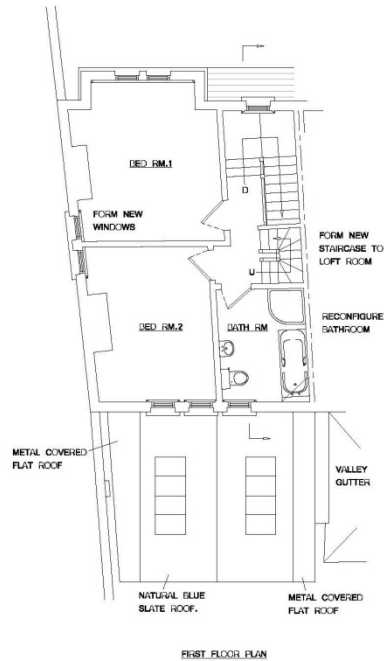 BED RM.1
D
FORM NEW
WINDOWS
FORM NEW
STAIRCASE TO
LOFT ROOM
U
RECONFIGURE
BATHROOM
BED RM.2
BATH RM
METAL COVERED
FLAT ROOF
VALLEY
GUTTER
NATURAL BLUE
SLATE ROOF.
METAL COVERED
FLAT ROOF
FIRST FLOOR PLAN